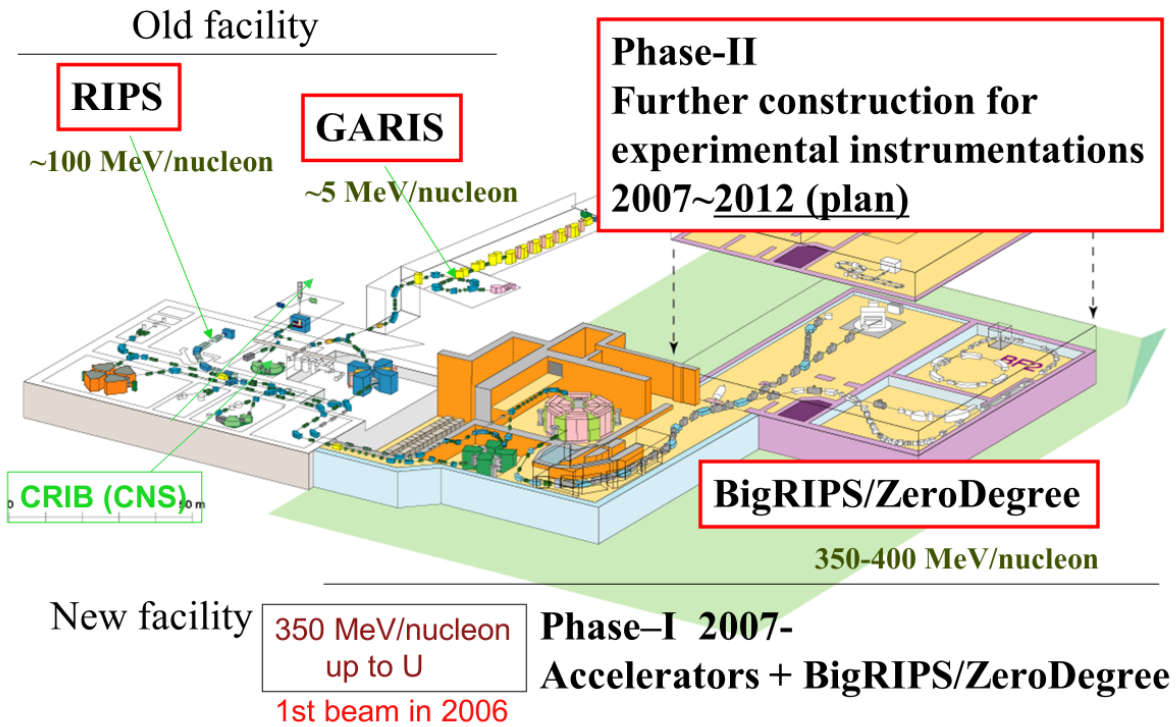 Old facility
RIPS
~100 MeV/nucleon
GARIS
~5 MeV/nucleon
Phase-II
Further construction for
experimental instrumentations
2007~2012 (plan)
BF2
CRIB (CNS)
0 m
BigRIPS/ZeroDegree
350-400 MeV/nucleon
New facility
350 MeV/nucleon
up to U
1st beam in 2006
Phase–I 2007-
Accelerators + BigRIPS/ZeroDegree